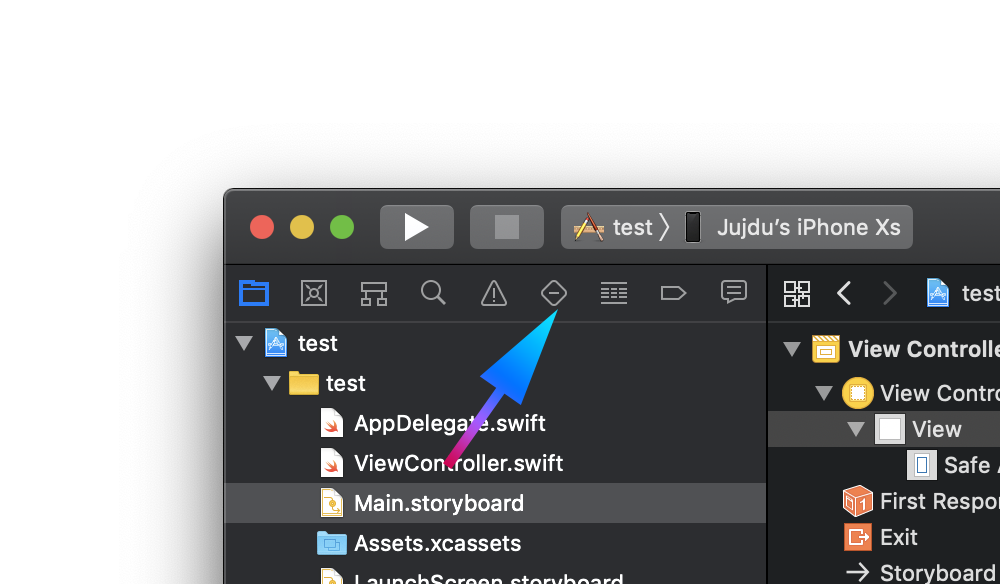 test
Jujdu’s iPhone Xs
test
test
test
AppDelegate.swift
ViewController.swift
Main.storyboard
Assets.xcassets
LaunchScreen.storyboard
View Controlle
View Contro
View
Safe A
First Respo
Exit
Storyboard